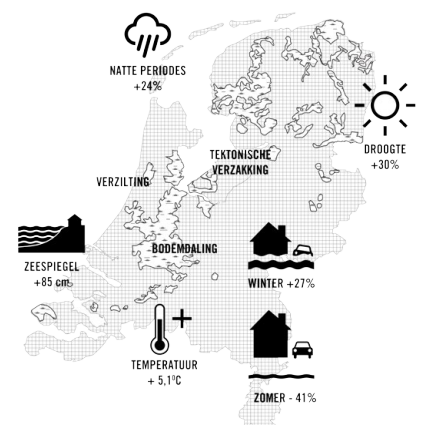 NATTE PERIODES
+24%
DROOGTE
+30%
TEKTONISCHE
VERZAKKING
VERZILTING
BODEMDALING
ZEESPIEGEL
+85 cm
WINTER +27%
TEMPERATUUR
+ 5,1°C
ZOMER - 41%